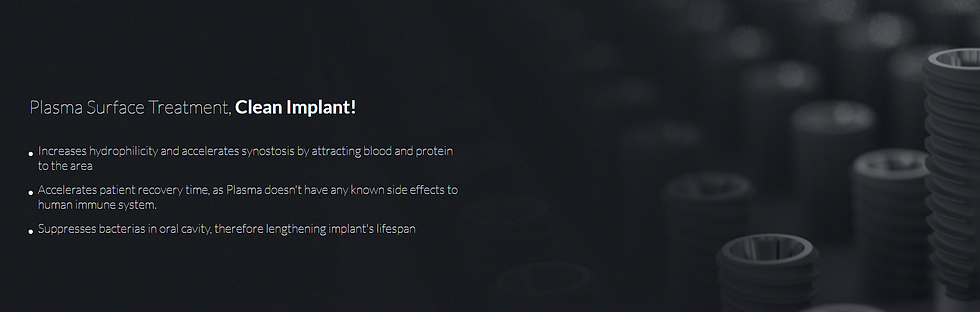 Plasma Surface Treatment, Clean Implant!
Increases hydrophilicity and accelerates synostosis by attracting blood and protein
to the area
Accelerates patient recovery time, as Plasma doesn't have any known side effects to
human immune system.
Suppresses bacterias in oral cavity, therefore lengthening implant's lifespan